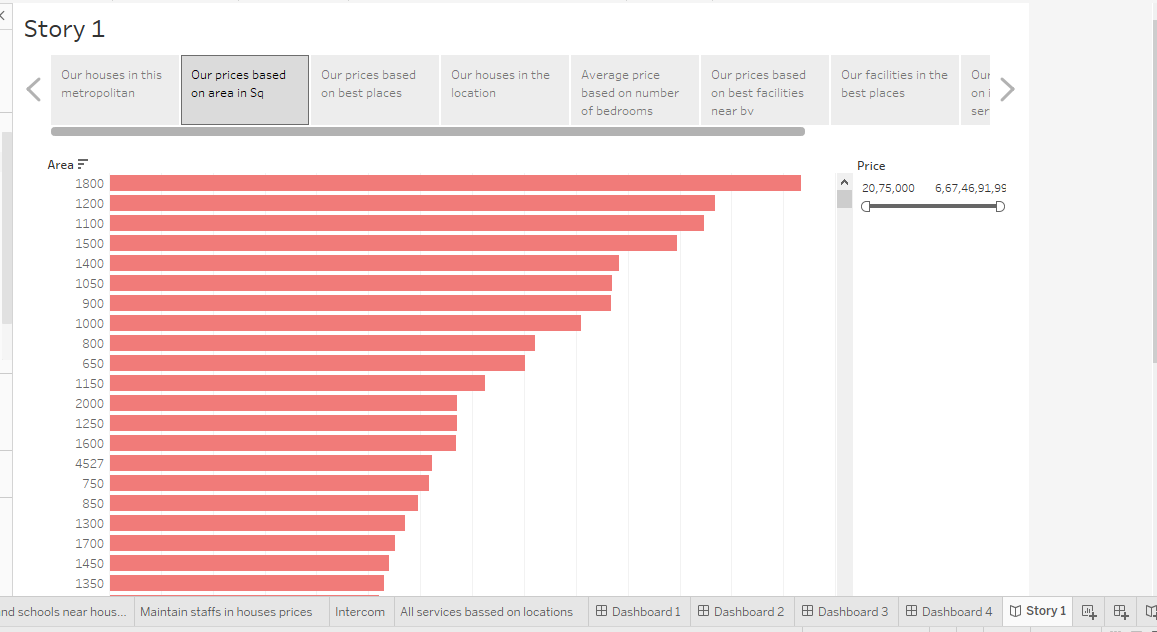 Story 1
Our houses in this
metropolitan
Our prices based
on area in Sq
Our prices based
on best places
Our houses in the
location
Average price
based on number
of bedrooms
Our prices based
on best facilities
near by
Our facilities in the
best places
Our
on i
ser
Area
Price
20,75,000 6,67,46,91,99
1800
1200
1100
1500
1400
1050
900
1000
800
650
1150
2000
1250
1600
4527
750
850
1300
1700
1450
1350
nd schools near hous...
Maintain staffs in houses prices
Intercom
All services bassed on locations
Dashboard 1
Dashboard 2
Dashboard 3
Dashboard 4
Story 1